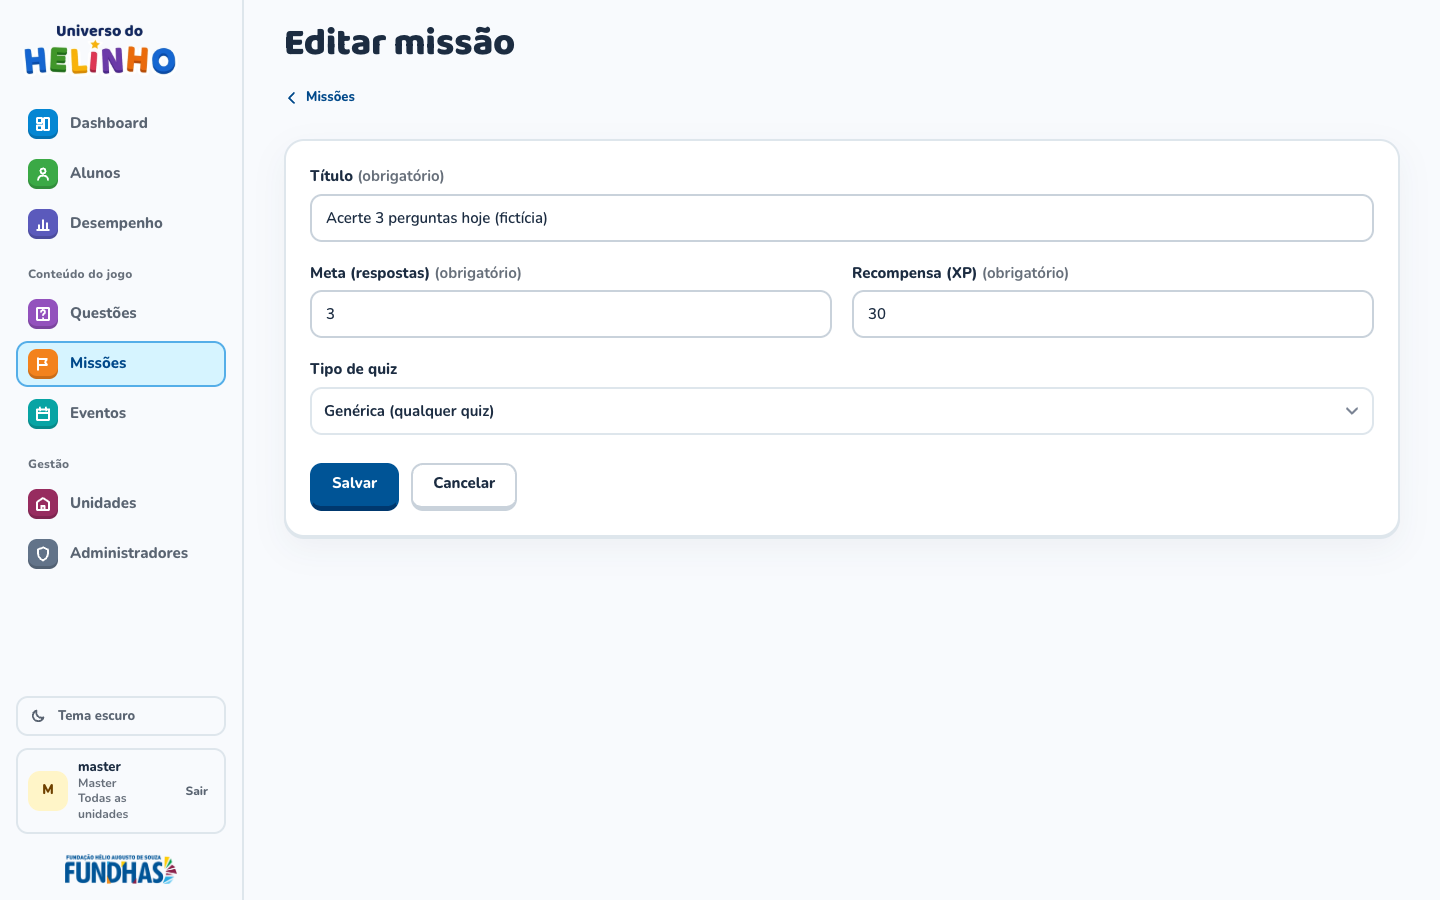 Universo do
HELINHO
Dashboard
Alunos
Desempenho
Conteúdo do jogo
Questões
Missões
Eventos
Gestão
Unidades
Administradores
Tema escuro
M
master
Master
Todas as
unidades
Sair
FUNDAÇÃO HÉLIO AUGUSTO DE SOUZA
FUNDHAS
Editar missão
Missões
Título (obrigatório)
Acerte 3 perguntas hoje (fictícia)
Meta (respostas) (obrigatório)
3
Recompensa (XP) (obrigatório)
30
Tipo de quiz
Genérica (qualquer quiz)
Salvar
Cancelar